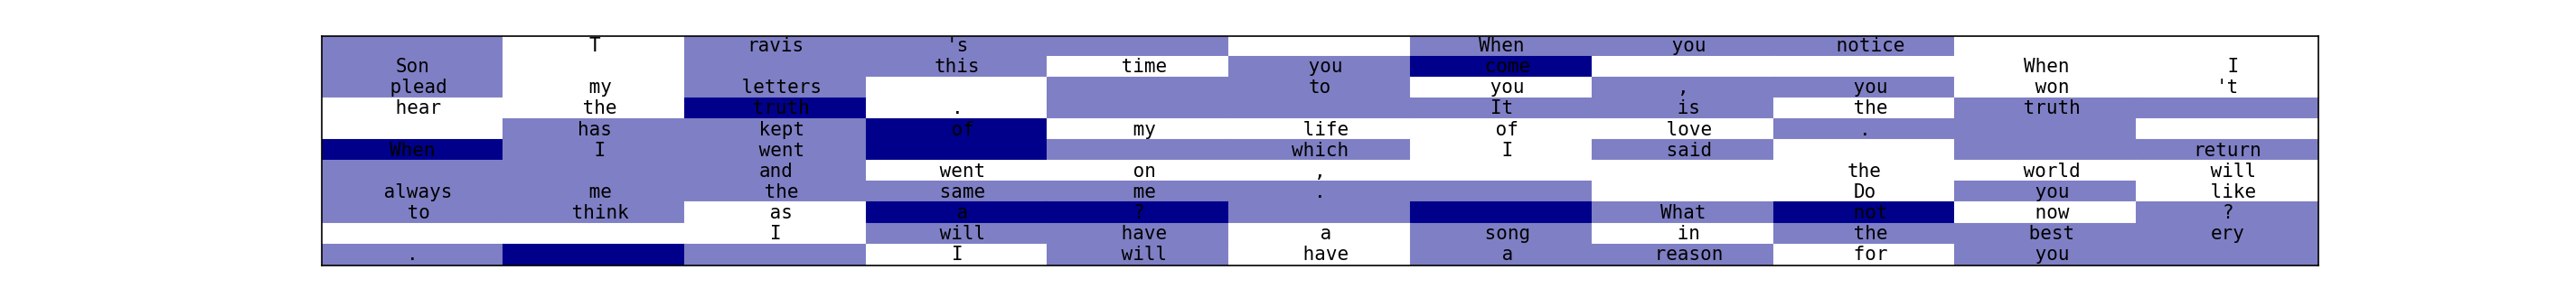 T ravis 's When you notice
Son this time you come When I
plead my letters to you , you won 't
hear the truth . It is the truth
has kept of my life of love .
When I went which I said return
and went on , the world will
always me the same me . Do you like
to think as a ? What not now ?
I will have a song in the best ery
. I will have a reason for you